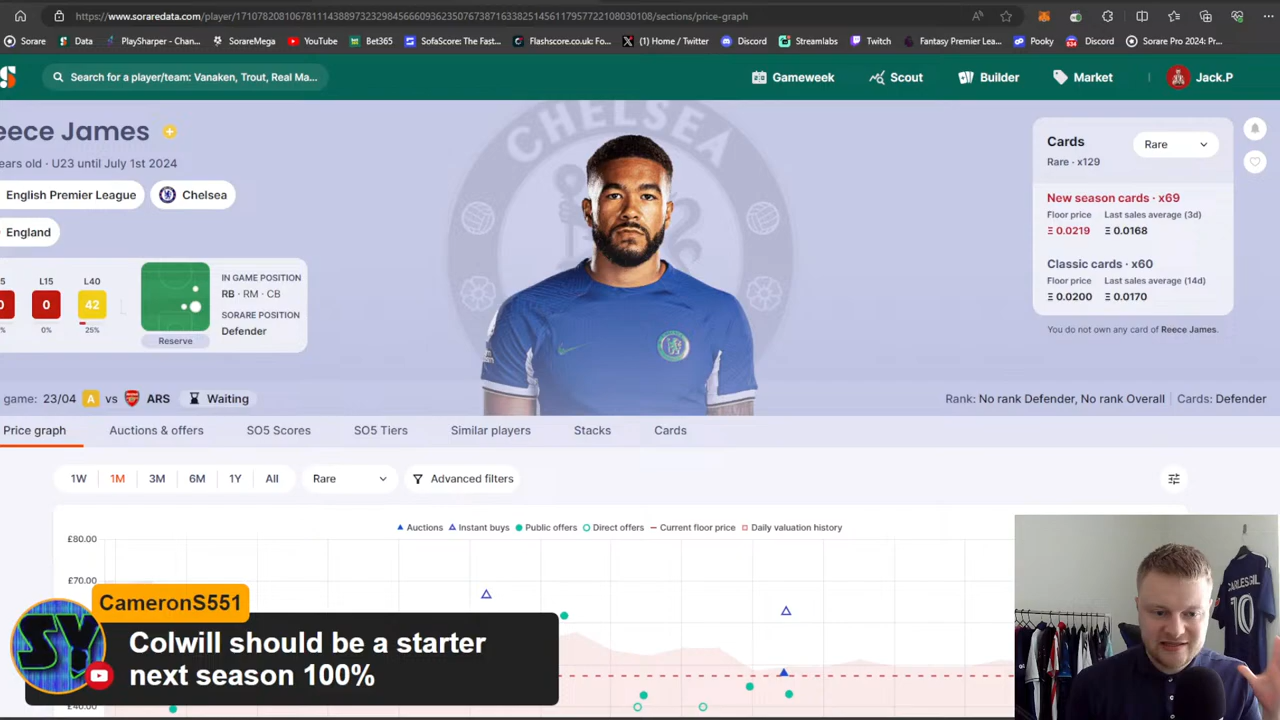 https://www.soraredata.com/player/17107820810678111438897323298456660936235076738716338251456117957722108030108/sections/price-graph
Sorare
Data
PlaySharper - Chan...
SorareMega
YouTube
Bet365
SofaScore: The Fast...
Flashscore.co.uk: Fo...
(1) Home / Twitter
Discord
Streamlabs
Twitch
Fantasy Premier Lea...
Pooky
Discord
Sorare Pro 2024: Pr...
Search for a player/team: Vanaken, Trout, Real Ma...
Gameweek
Scout
Builder
Market
Jack.P
CHELSEA
eece James
ears old · U23 until July 1st 2024
English Premier League
Chelsea
England
5
L15
L40
0
0
42
%
0%
25%
Reserve
IN GAME POSITION
RB · RM · CB
SORARE POSITION
Defender
Cards
Rare · x129
Rare
New season cards · x69
Floor price
Last sales average (3d)
Ξ 0.0219
Ξ 0.0168
Classic cards · x60
Floor price
Last sales average (14d)
Ξ 0.0200
Ξ 0.0170
You do not own any card of Reece James.
game: 23/04 A vs ARS
Waiting
Rank: No rank Defender, No rank Overall
Cards: Defender
Price graph
Auctions & offers
SO5 Scores
SO5 Tiers
Similar players
Stacks
Cards
1W
1M
3M
6M
1Y
All
Rare
Advanced filters
Auctions
Instant buys
Public offers
Direct offers
Current floor price
Daily valuation history
£80.00
£70.00
£40.00
CameronS551
Colwill should be a starter
next season 100%
SY
10